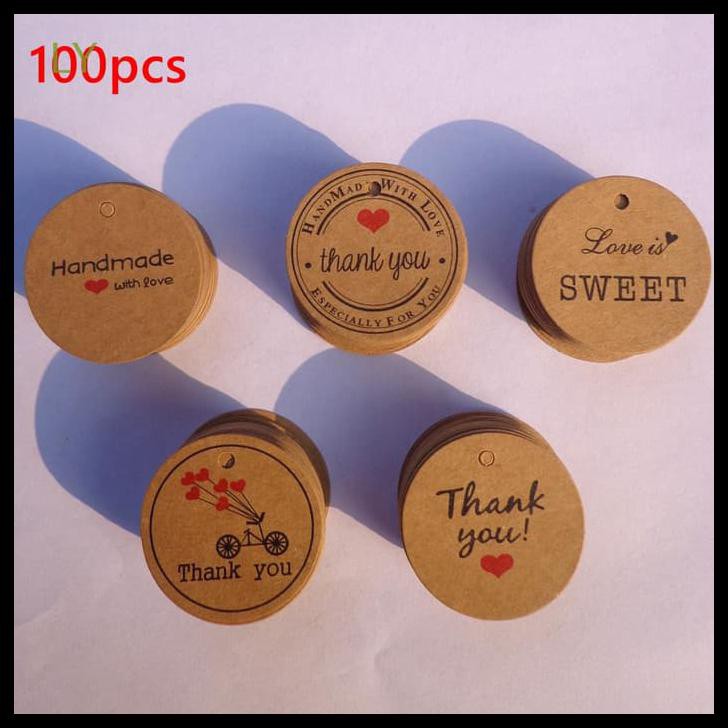 100pcs
LY
Handmade
with love
HANDMADE WITH LOVE
thank you
ESPECIALLY FOR YOU
Love is
SWEET
Thank you
Thank
you!